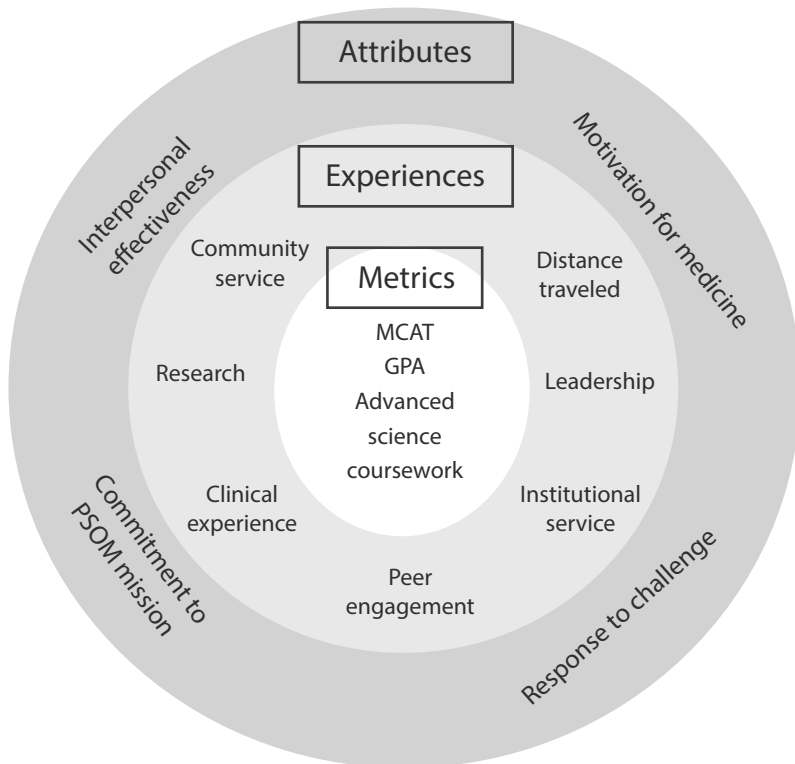 Attributes
Interpersonal
effectiveness
Motivation for medicine
Experiences
Community
service
Distance
traveled
Metrics
MCAT
GPA
Advanced
science
coursework
Research
Leadership
Clinical
experience
Institutional
service
Peer
engagement
Commitment to
PSOM mission
Response to challenge